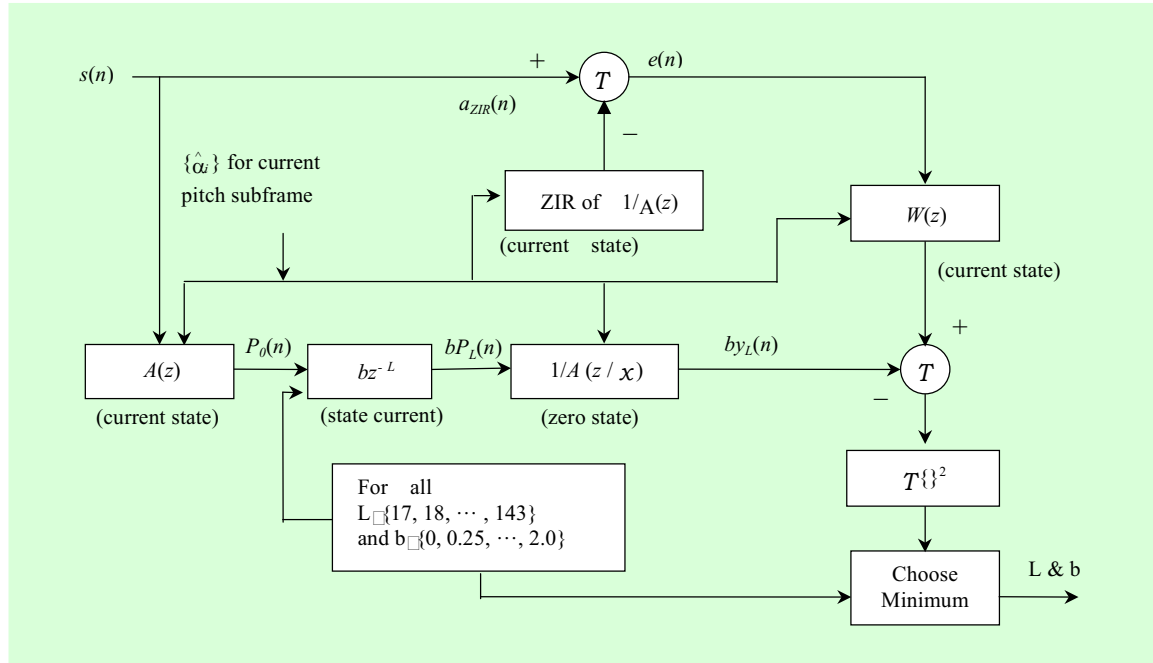 s(n)
+
T
e(n)
a_ZIR(n)
−
{α̂_i} for current
pitch subframe
ZIR of 1/A(z)
(current state)
W(z)
(current state)
+
A(z)
(current state)
P_0(n)
bz^{-L}
(state current)
bP_L(n)
1/A (z / x)
(zero state)
by_L(n)
T
−
T{}^2
For all
L□{17, 18, ⋯ , 143}
and b□{0, 0.25, ⋯, 2.0}
Choose
Minimum
L & b